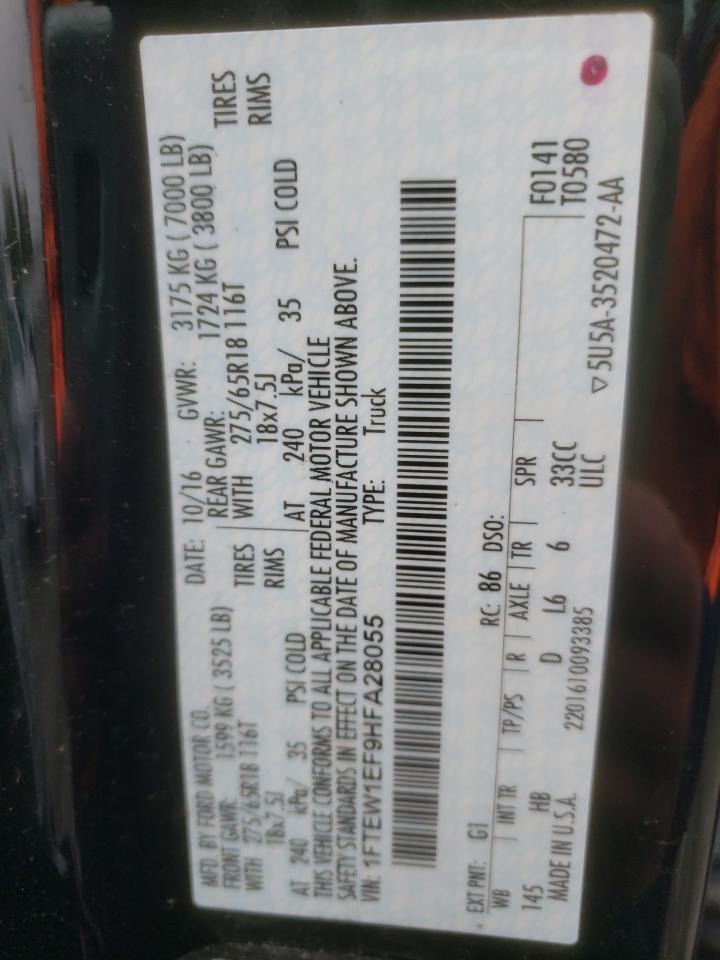 MFD. BY FORD MOTOR CO. DATE: 10/16 GVWR: 3175 KG ( 7000 LB)
FRONT GAWR: 1599 KG ( 3525 LB) REAR GAWR: 1724 KG ( 3800 LB)
WITH 275/65R18 116T TIRES WITH 275/65R18 116T TIRES
18x7.5J RIMS 18x7.5J RIMS
AT 240 kPa/ 35 PSI COLD AT 240 kPa/ 35 PSI COLD
THIS VEHICLE CONFORMS TO ALL APPLICABLE FEDERAL MOTOR VEHICLE
SAFETY STANDARDS IN EFFECT ON THE DATE OF MANUFACTURE SHOWN ABOVE.
VIN: 1FTEW1EF9HFA28055 TYPE: Truck
EXT PNT: G1 RC: 86 DSO: F0141
WB INT TR TP/PS R AXLE TR SPR T0580
145 HB D L6 6 33CC
MADE IN U.S.A. 2201610093385 ULC ▽5U5A-3520472-AA